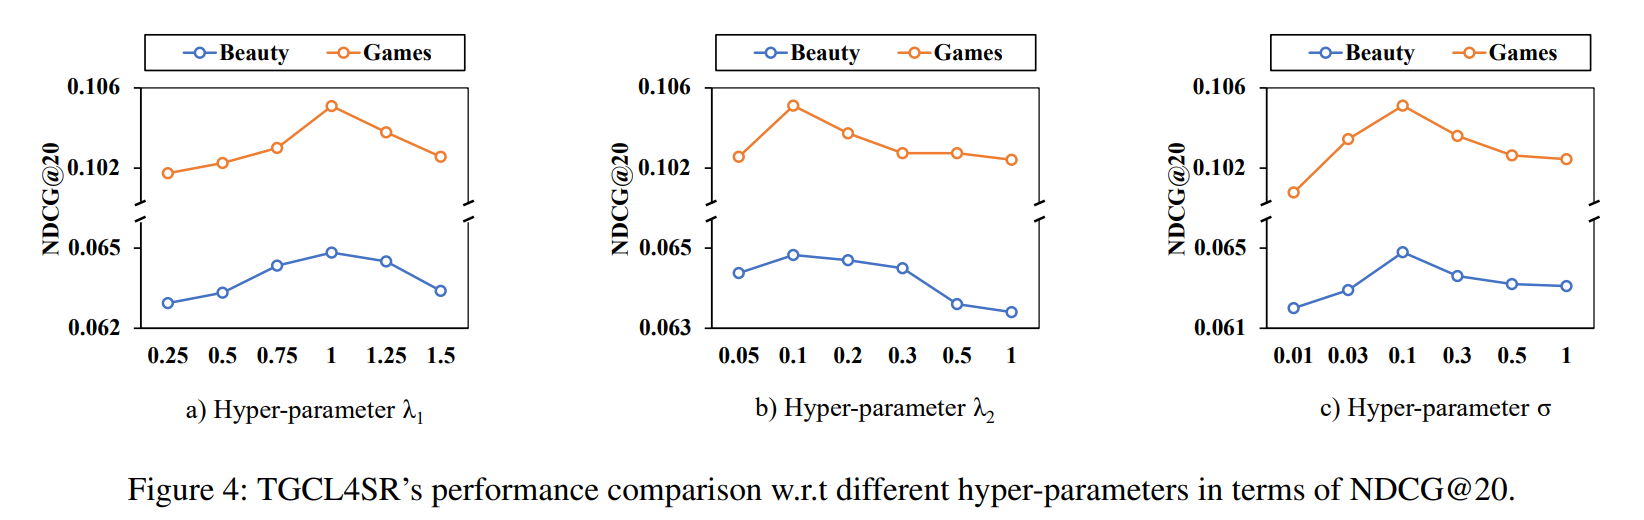 Beauty Games
0.106
0.102
0.065
0.062
NDCG@20
0.25 0.5 0.75 1 1.25 1.5
a) Hyper-parameter λ1
Beauty Games
0.106
0.102
0.065
0.063
NDCG@20
0.05 0.1 0.2 0.3 0.5 1
b) Hyper-parameter λ2
Beauty Games
0.106
0.102
0.065
0.061
NDCG@20
0.01 0.03 0.1 0.3 0.5 1
c) Hyper-parameter σ
Figure 4: TGCL4SR's performance comparison w.r.t different hyper-parameters in terms of NDCG@20.